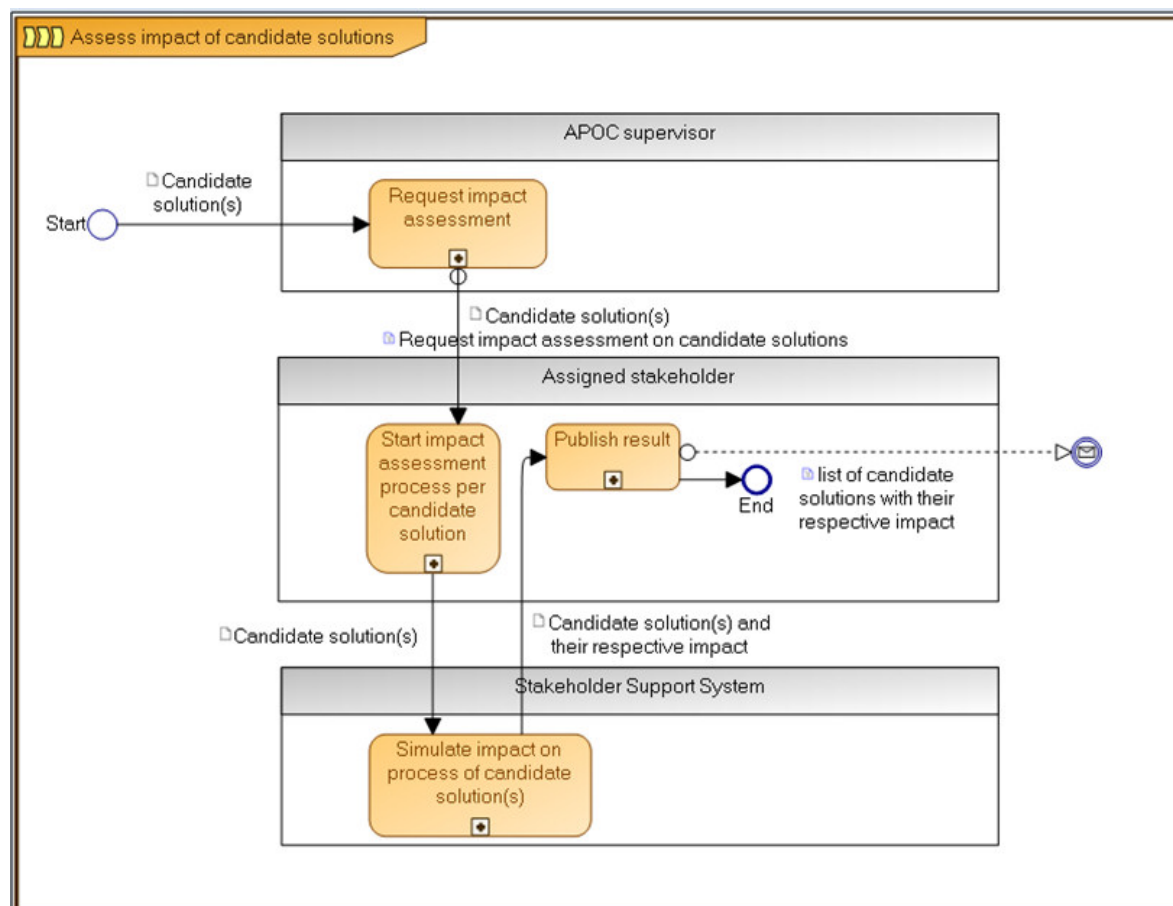 Assess impact of candidate solutions
APOC supervisor
Candidate
solution(s)
Start
Request impact
assessment
Candidate solution(s)
Request impact assessment on candidate solutions
Assigned stakeholder
Start impact
assessment
process per
candidate
solution
Publish result
End
list of candidate
solutions with their
respective impact
Candidate solution(s)
Candidate solution(s) and
their respective impact
Stakeholder Support System
Simulate impact on
process of candidate
solution(s)